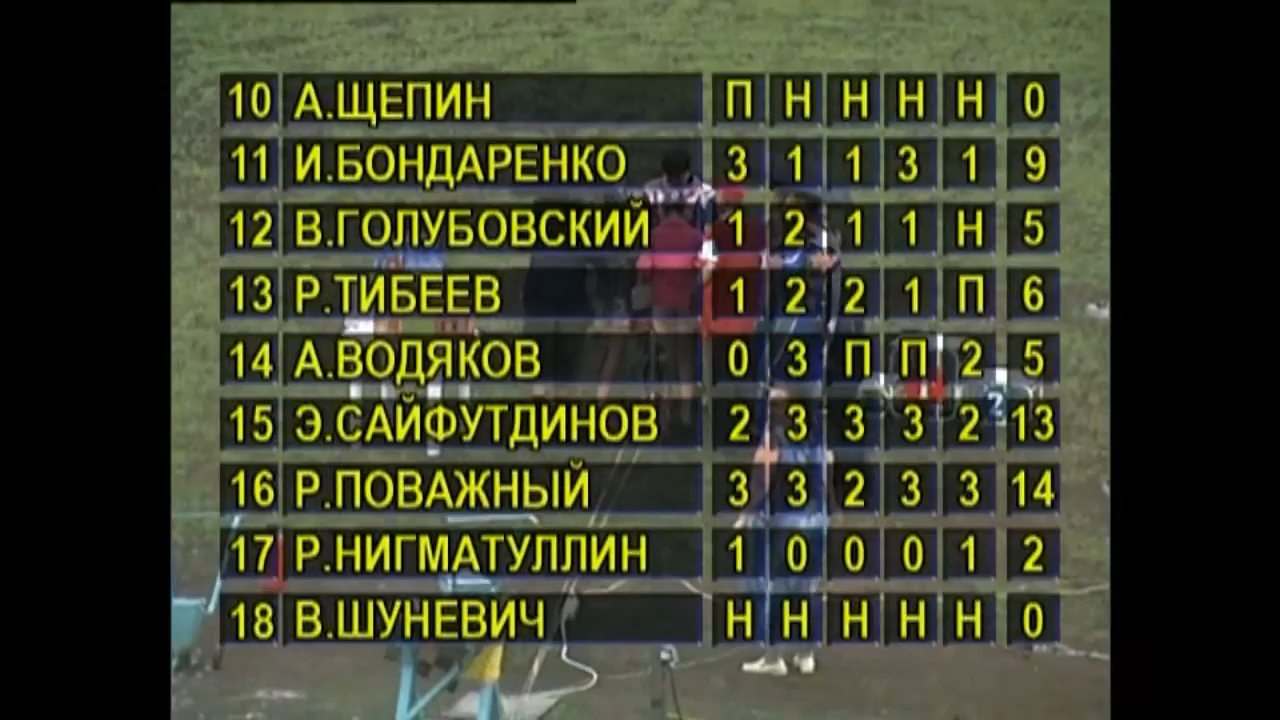 10 А.ЩЕПИН П Н Н Н Н 0
11 И.БОНДАРЕНКО 3 1 1 3 1 9
12 В.ГОЛУБОВСКИЙ 1 2 1 1 Н 5
13 Р.ТИБЕЕВ 1 2 2 1 П 6
14 А.ВОДЯКОВ 0 3 П П 2 5
15 Э.САЙФУТДИНОВ 2 3 3 3 2 13
16 Р.ПОВАЖНЫЙ 3 3 2 3 3 14
17 Р.НИГМАТУЛЛИН 1 0 0 0 1 2
18 В.ШУНЕВИЧ Н Н Н Н Н 0